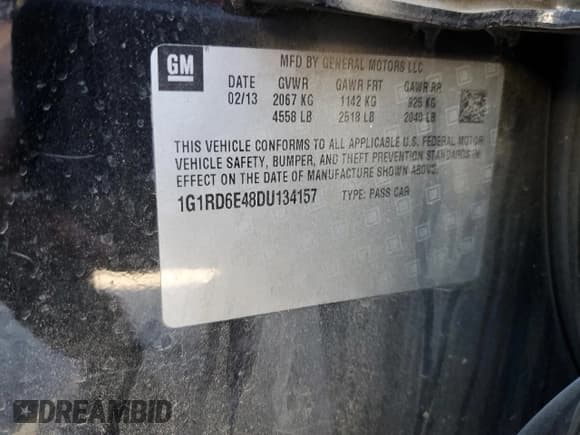 GM
MFD BY GENERAL MOTORS LLC
DATE GVWR GAWR FRT GAWR RR
02/13 2067 KG 1142 KG 925 KG
4558 LB 2518 LB 2040 LB
THIS VEHICLE CONFORMS TO ALL APPLICABLE U.S. FEDERAL MOTOR
VEHICLE SAFETY, BUMPER, AND THEFT PREVENTION STANDARDS IN
EFFECT ON THE DATE OF MANUFACTURE SHOWN ABOVE.
1G1RD6E48DU134157 TYPE: PASS CAR
DREAMBID